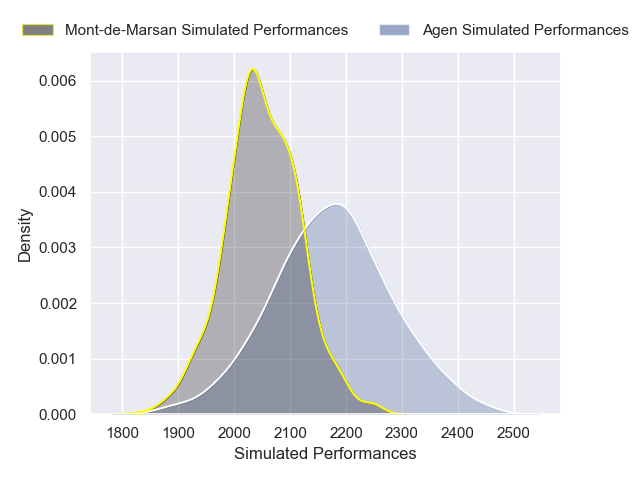 Mont-de-Marsan Simulated Performances Agen Simulated Performances
0.006
0.005
0.004
0.003
0.002
0.001
0.000
Density
1800 1900 2000 2100 2200 2300 2400 2500
Simulated Performances